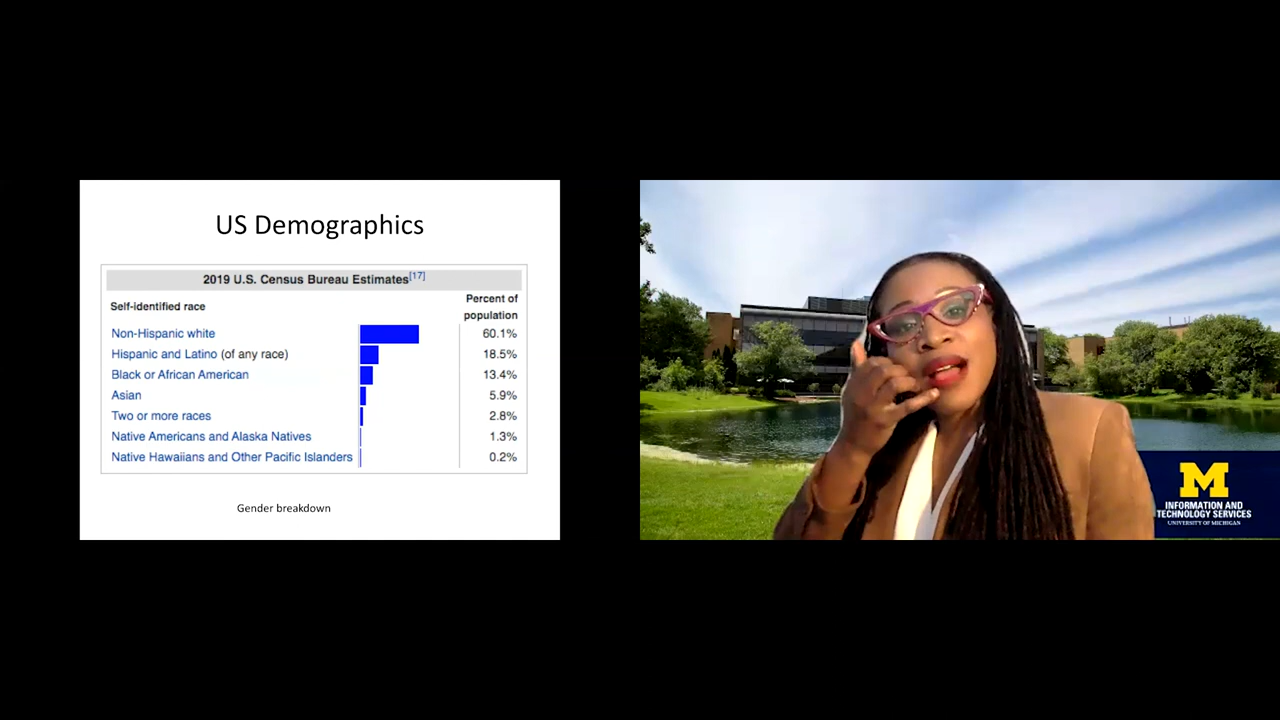 US Demographics
2019 U.S. Census Bureau Estimates[17]
Self-identified race Percent of population
Non-Hispanic white 60.1%
Hispanic and Latino (of any race) 18.5%
Black or African American 13.4%
Asian 5.9%
Two or more races 2.8%
Native Americans and Alaska Natives 1.3%
Native Hawaiians and Other Pacific Islanders 0.2%
Gender breakdown
M
INFORMATION AND
TECHNOLOGY SERVICES
UNIVERSITY OF MICHIGAN